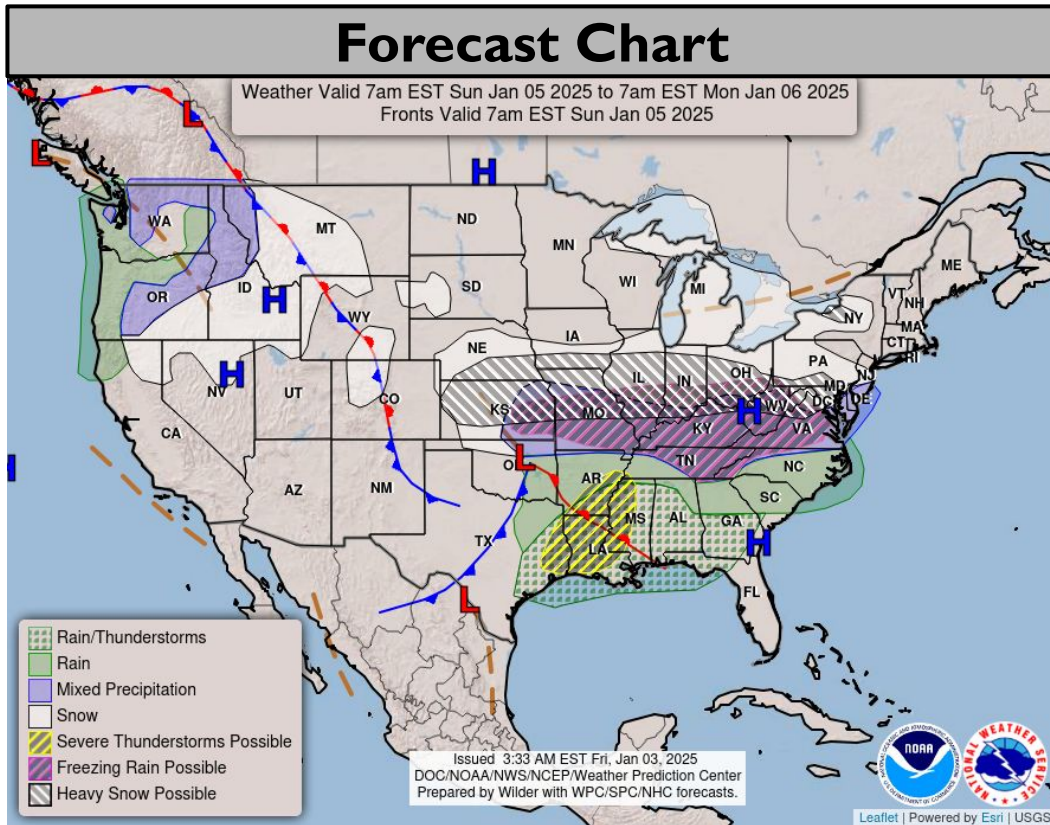 Forecast Chart
Weather Valid 7am EST Sun Jan 05 2025 to 7am EST Mon Jan 06 2025
Fronts Valid 7am EST Sun Jan 05 2025
L
L
H
WA
MT
ND
MN
ME
OR
ID
H
SD
WI
MI
VT
NH
WY
NY
MA
CT
RI
NE
IA
PA
NJ
H
NV
UT
CO
KS
MO
IL
IN
OH
MD
DC
DE
H
WV
VA
KY
CA
H
AZ
NM
L
AR
TN
NC
SC
TX
LA
MS
AL
GA
H
FL
L
Rain/Thunderstorms
Rain
Mixed Precipitation
Snow
Severe Thunderstorms Possible
Freezing Rain Possible
Heavy Snow Possible
Issued 3:33 AM EST Fri, Jan 03, 2025
DOC/NOAA/NWS/NCEP/Weather Prediction Center
Prepared by Wilder with WPC/SPC/NHC forecasts.
NOAA
NATIONAL WEATHER SERVICE
Leaflet | Powered by Esri | USGS